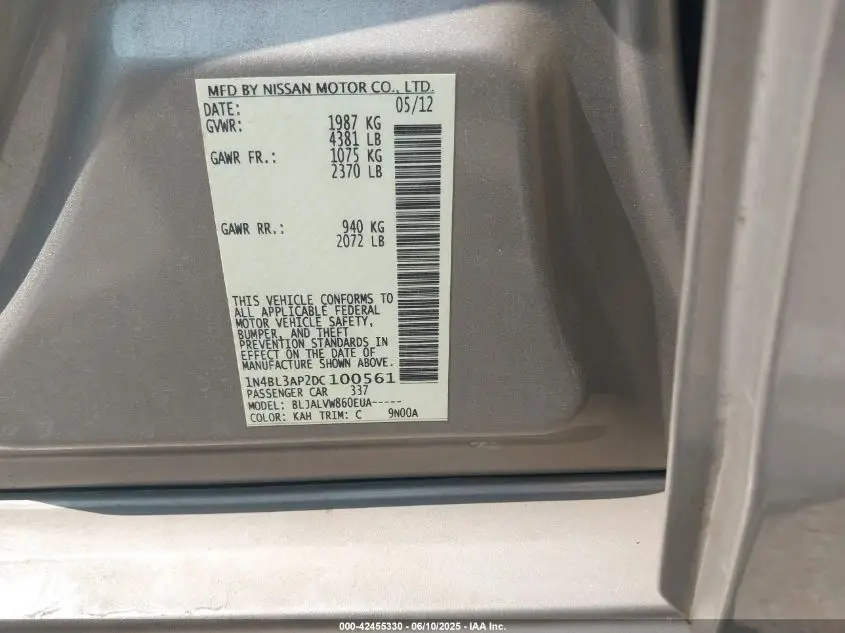 MFD BY NISSAN MOTOR CO., LTD.
DATE: 05/12
GVWR: 1987 KG
4381 LB
GAWR FR.: 1075 KG
2370 LB
GAWR RR.: 940 KG
2072 LB
THIS VEHICLE CONFORMS TO
ALL APPLICABLE FEDERAL
MOTOR VEHICLE SAFETY,
BUMPER, AND THEFT
PREVENTION STANDARDS IN
EFFECT ON THE DATE OF
MANUFACTURE SHOWN ABOVE.
1N4BL3AP2DC100561
PASSENGER CAR 337
MODEL: BLJALVW860EUA-----
COLOR: KAH TRIM: C 9N00A
000-42455330 - 06/10/2025 - IAA Inc.